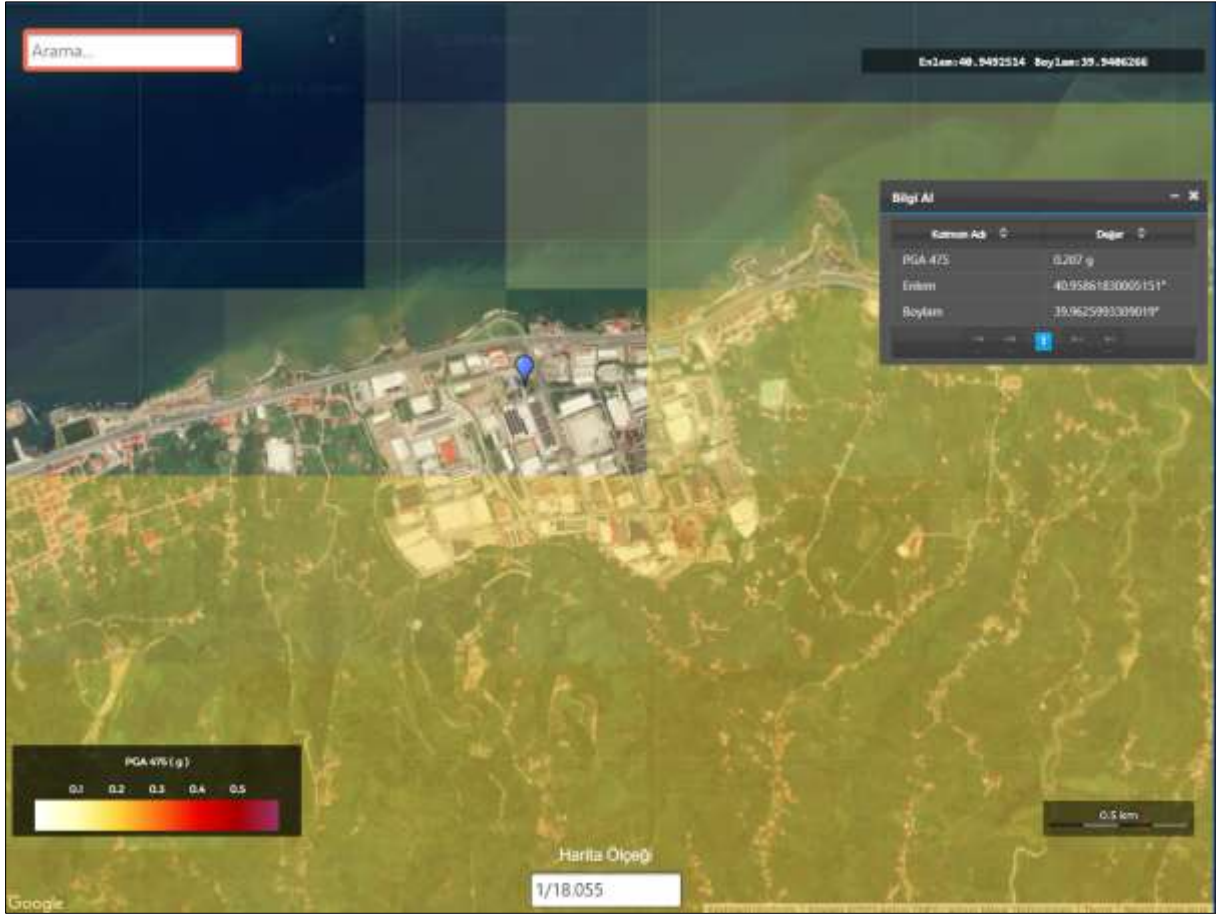 Arama...
Enlem:40.9492514 Boylam:39.9406266
Bilgi Al
Katman Adı Değer
PGA 475 0.207 g
Enlem 40.95861830005151°
Boylam 39.9625993309019°
1
PGA 475 ( g )
0.1 0.2 0.3 0.4 0.5
0.5 km
Harita Ölçeği
1/18.055
Google